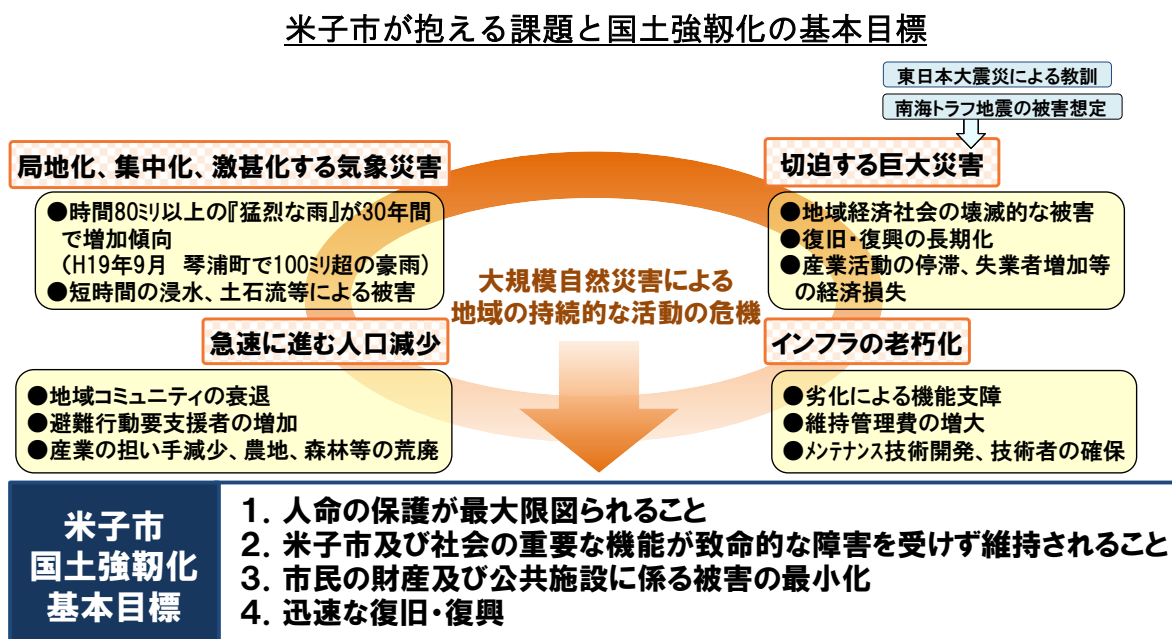 米子市が抱える課題と国土強靱化の基本目標
東日本大震災による教訓
南海トラフ地震の被害想定
局地化、集中化、激甚化する気象災害
●時間80ミリ以上の『猛烈な雨』が30年間
で増加傾向
（H19年9月　琴浦町で100ミリ超の豪雨）
●短時間の浸水、土石流等による被害
切迫する巨大災害
●地域経済社会の壊滅的な被害
●復旧・復興の長期化
●産業活動の停滞、失業者増加等
の経済損失
大規模自然災害による
地域の持続的な活動の危機
急速に進む人口減少
●地域コミュニティの衰退
●避難行動要支援者の増加
●産業の担い手減少、農地、森林等の荒廃
インフラの老朽化
●劣化による機能支障
●維持管理費の増大
●メンテナンス技術開発、技術者の確保
米子市
国土強靭化
基本目標
１．人命の保護が最大限図られること
２．米子市及び社会の重要な機能が致命的な障害を受けず維持されること
３．市民の財産及び公共施設に係る被害の最小化
４．迅速な復旧・復興